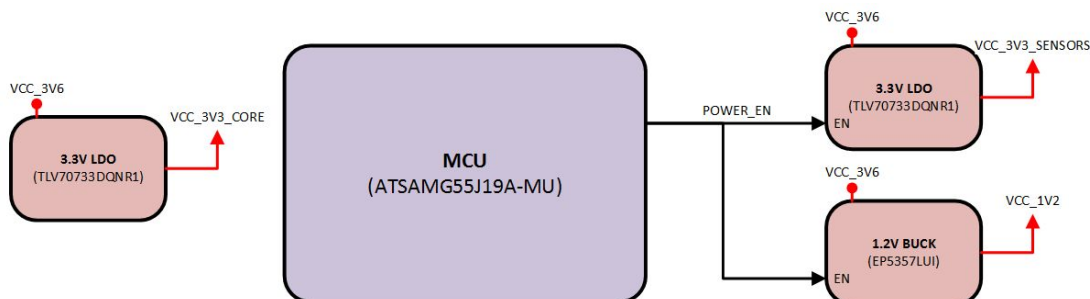 VCC_3V6
VCC_3V3_CORE
3.3V LDO
(TLV70733DQNR1)
MCU
(ATSAMG55J19A-MU)
POWER_EN
VCC_3V6
VCC_3V3_SENSORS
3.3V LDO
(TLV70733DQNR1)
EN
VCC_3V6
VCC_1V2
1.2V BUCK
(EP5357LUI)
EN